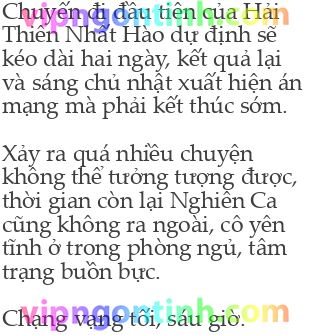 Chuyến đi đầu tiên của Hải
vipngontinh.com
Thiên Nhất Hào dự định sẽ
kéo dài hai ngày, kết quả lại
và sáng chủ nhật xuất hiện án
mạng mà phải kết thúc sớm.

Xảy ra quá nhiều chuyện
không thể tưởng tượng được,
thời gian còn lại Nghiên Ca
cũng không ra ngoài, cô yên
tĩnh ở trong phòng ngủ, tâm
trạng buồn bực.

vipngontinh.com
Chạng vạng tối, sáu giờ.